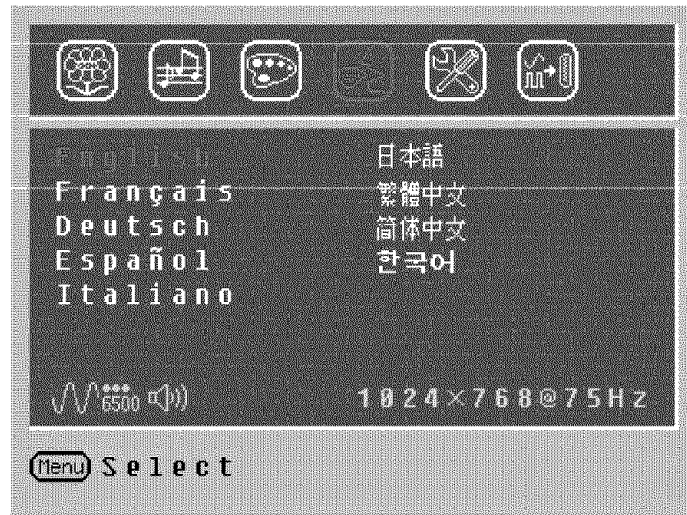 English 日本語
Français 繁體中文
Deutsch 简体中文
Español 한국어
Italiano
6500 1024×768@75Hz
Menu Select